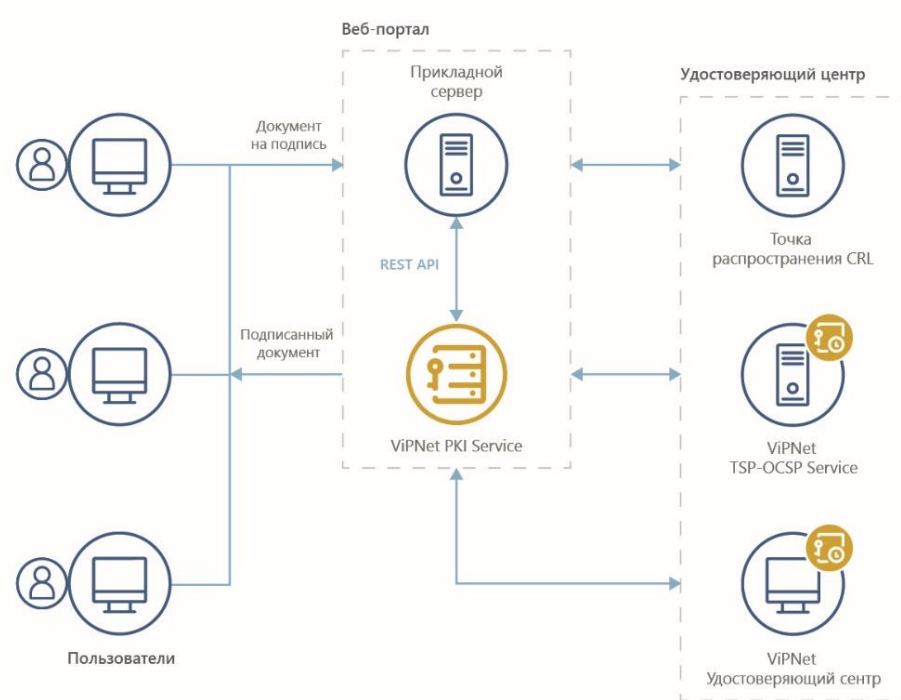 Веб-портал
Прикладной
сервер
Удостоверяющий центр
Документ
на подпись
REST API
Точка
распространения CRL
Подписанный
документ
ViPNet PKI Service
ViPNet
TSP-OCSP Service
Пользователи
ViPNet
Удостоверяющий сентр